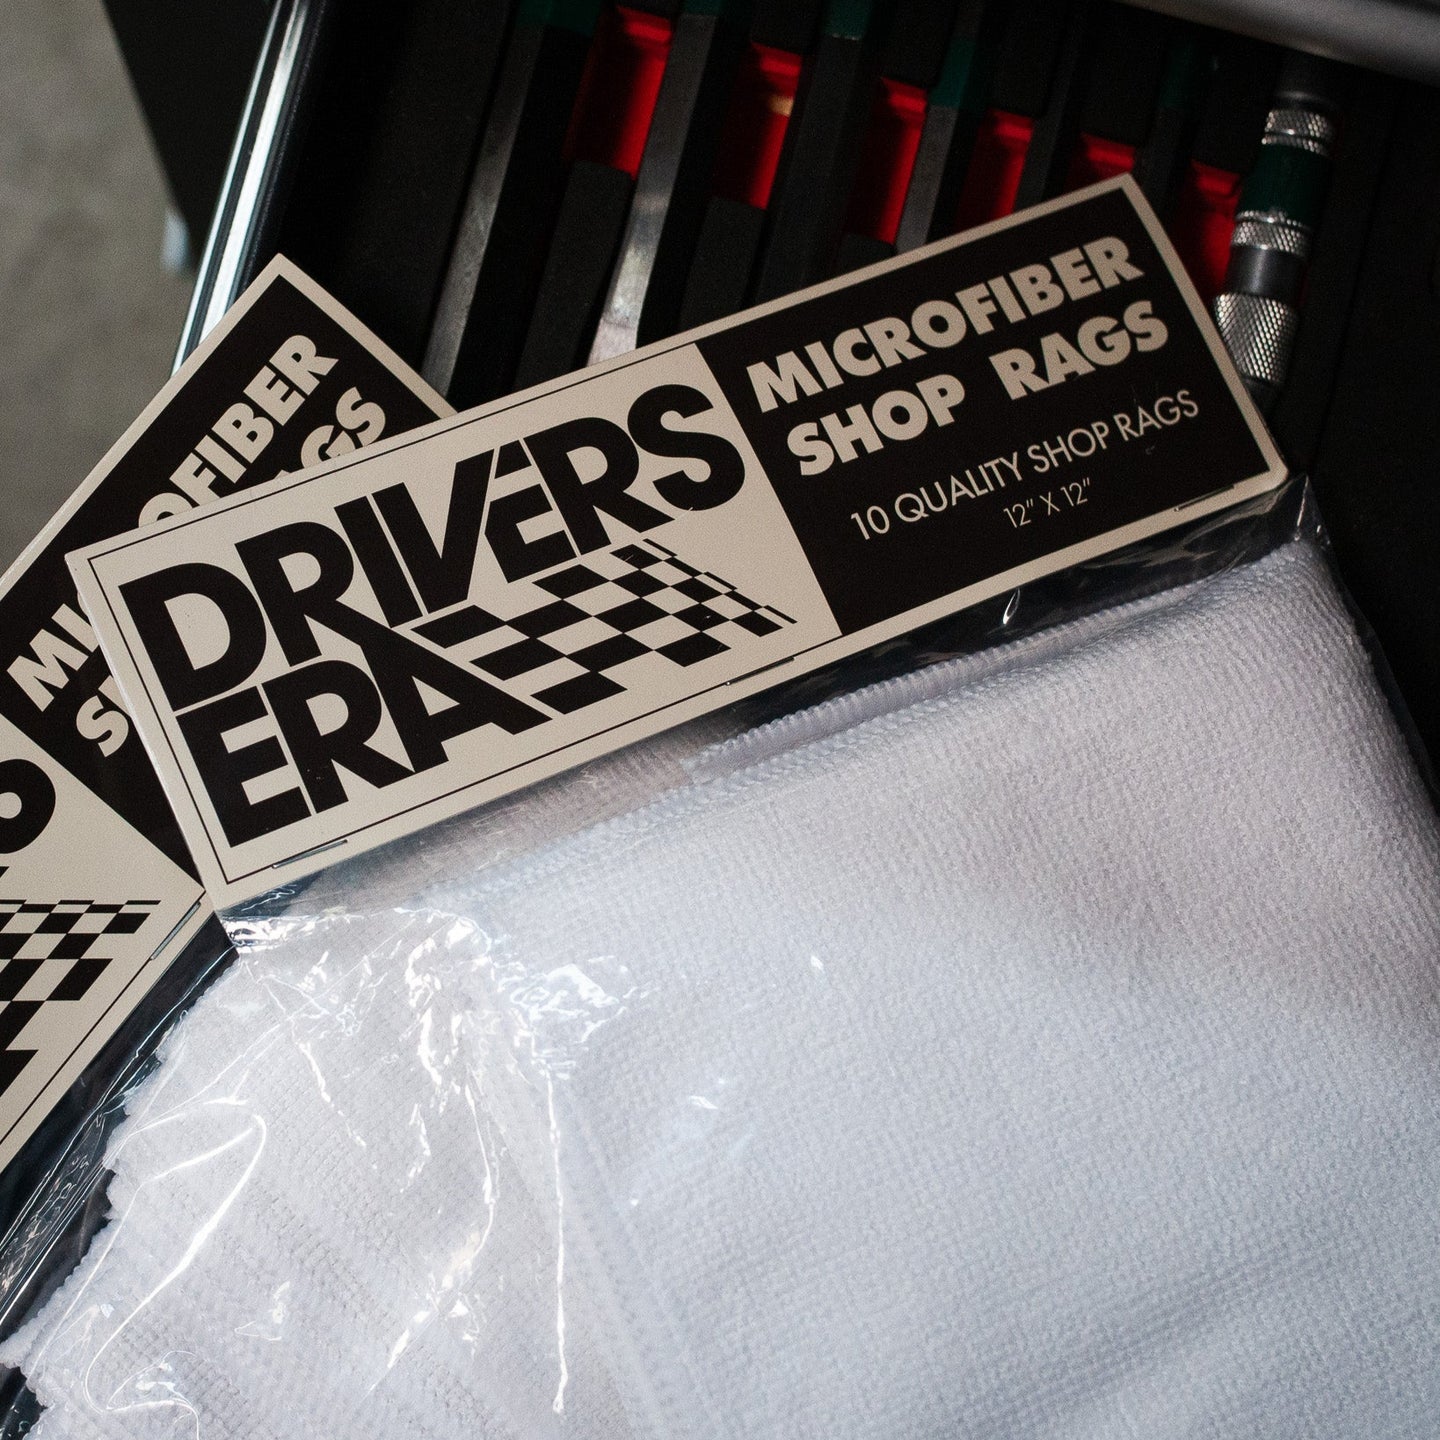 DRIVERS
ERA
MICROFIBER
SHOP RAGS
10 QUALITY SHOP RAGS
12" X 12"